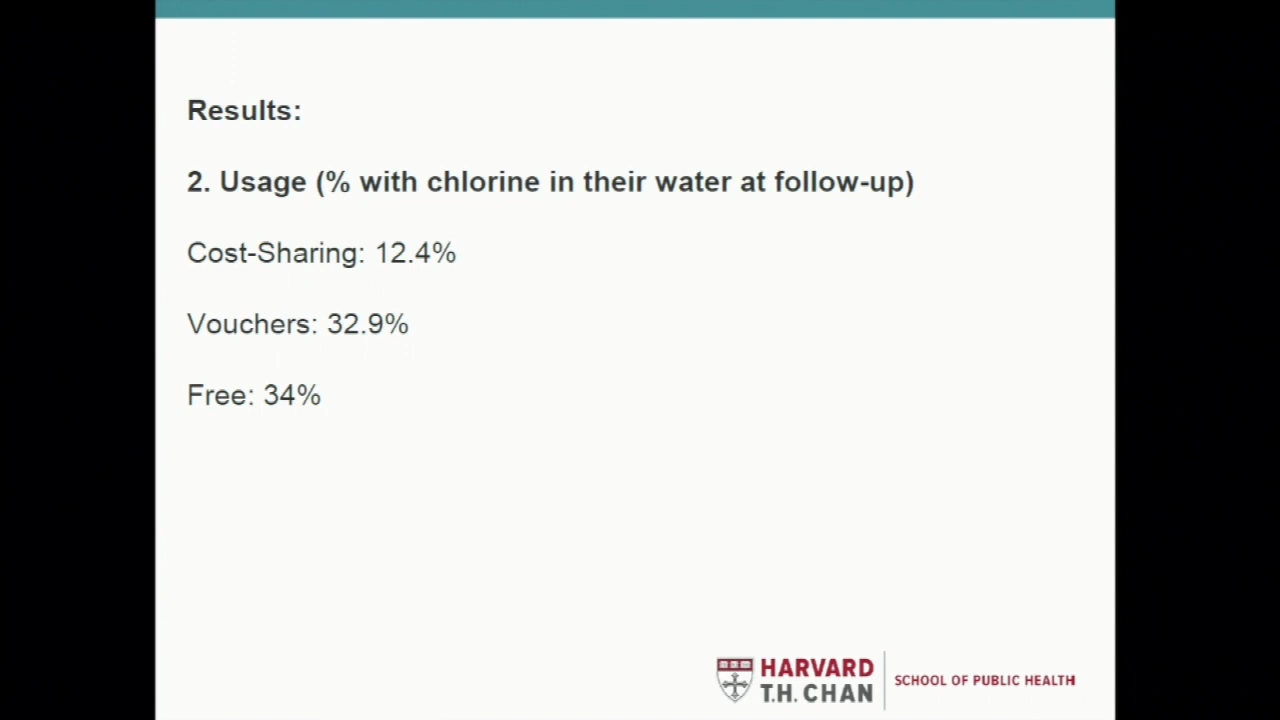 Results:
2. Usage (% with chlorine in their water at follow-up)
Cost-Sharing: 12.4%
Vouchers: 32.9%
Free: 34%
HARVARD
T.H. CHAN
SCHOOL OF PUBLIC HEALTH